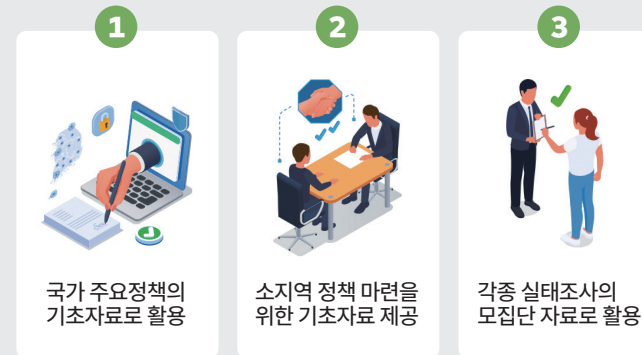 1
국가 주요정책의
기초자료로 활용
2
소지역 정책 마련을
위한 기초자료 제공
3
각종 실태조사의
모집단 자료로 활용